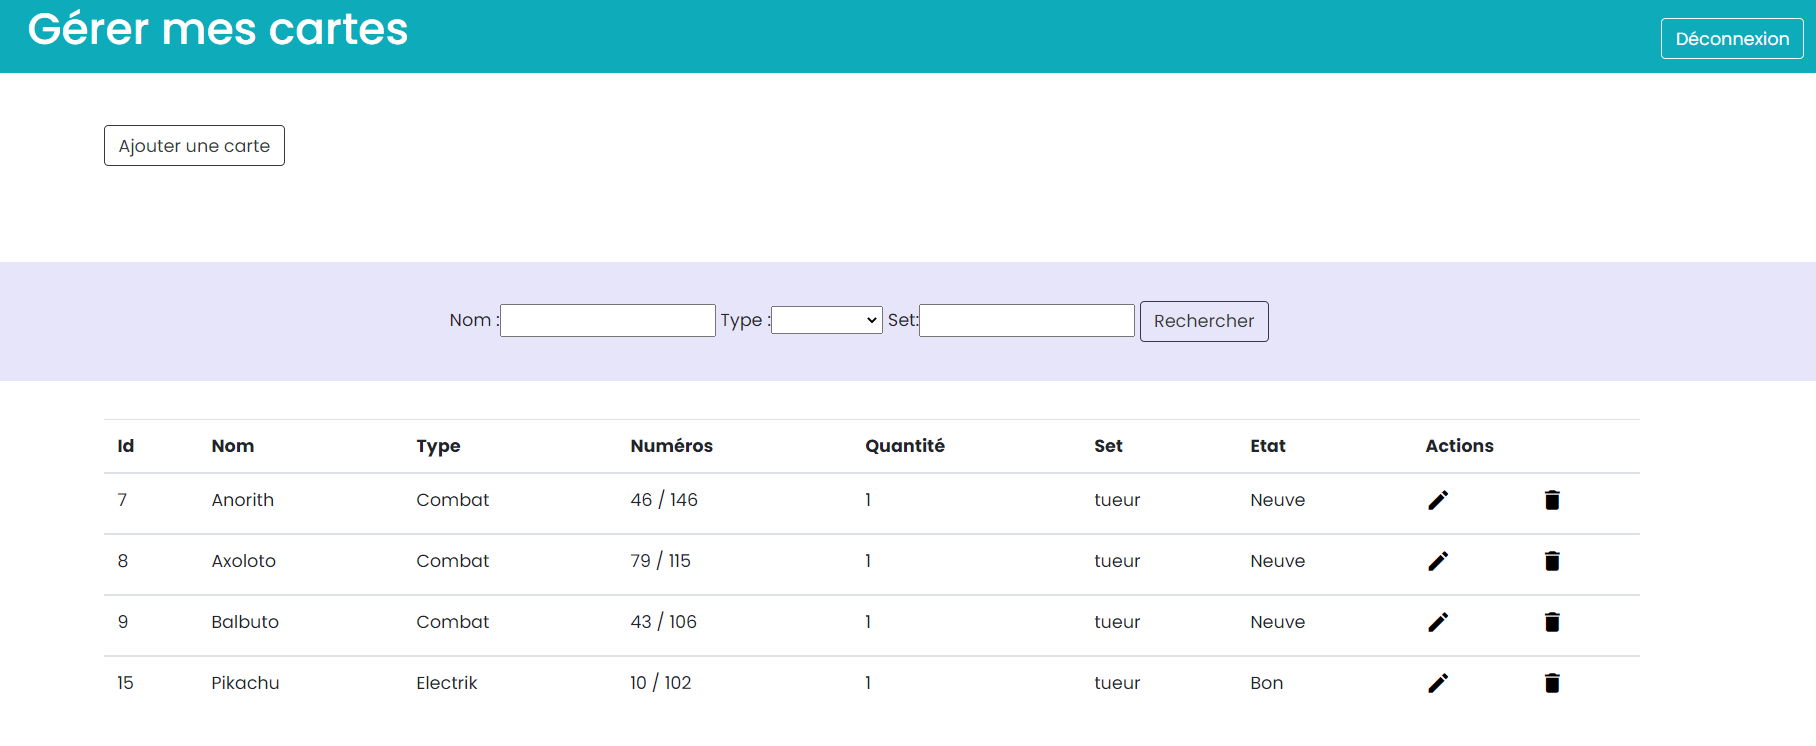 Gérer mes cartes
Déconnexion
Ajouter une carte
Nom : Type : Set: Rechercher
Id Nom Type Numéros Quantité Set Etat Actions
7 Anorith Combat 46 / 146 1 tueur Neuve
8 Axoloto Combat 79 / 115 1 tueur Neuve
9 Balbuto Combat 43 / 106 1 tueur Neuve
15 Pikachu Electrik 10 / 102 1 tueur Bon